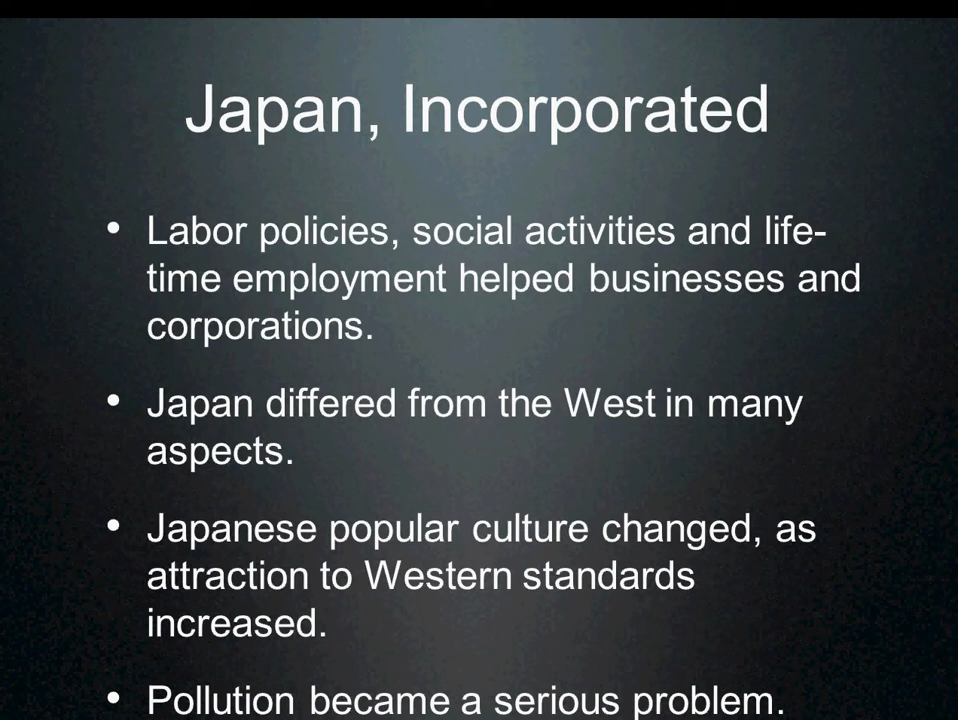 Japan, Incorporated
• Labor policies, social activities and life-
time employment helped businesses and
corporations.
• Japan differed from the West in many
aspects.
• Japanese popular culture changed, as
attraction to Western standards
increased.
• Pollution became a serious problem.